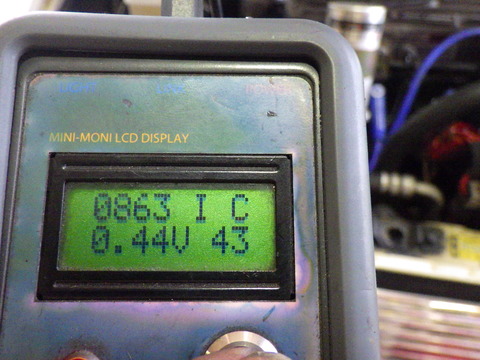 MINI-MONI LCD DISPLAY
0863 I C
0.44V 43